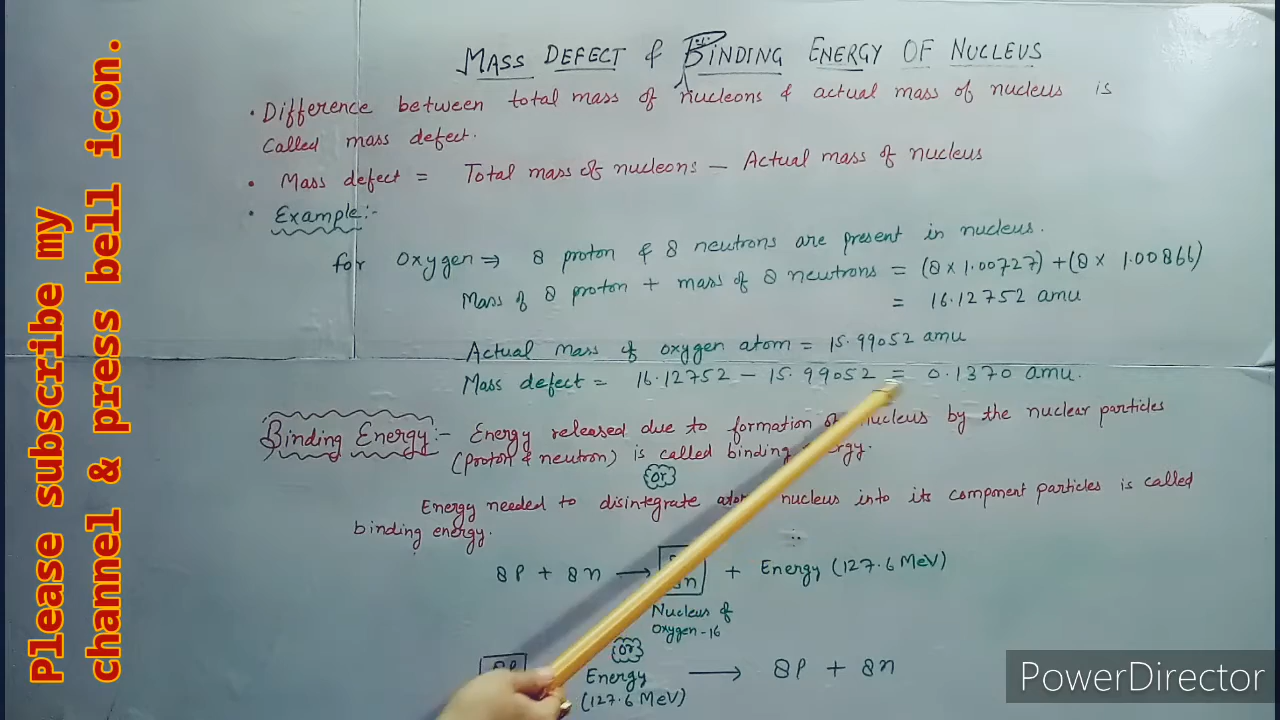 Please subscribe my
channel & press bell icon.
MASS DEFECT & BINDING ENERGY OF NUCLEUS
• Difference between total mass of nucleons & actual mass of nucleus is
called mass defect.
• Mass defect = Total mass of nucleons – Actual mass of nucleus
• Example:-
for Oxygen ⇒ 8 proton & 8 neutrons are present in nucleus.
Mass of 8 proton + mass of 8 neutrons = (8 × 1.00727) + (8 × 1.00866)
= 16.12752 amu
Actual mass of oxygen atom = 15.99052 amu
Mass defect = 16.12752 – 15.99052 = 0.1370 amu.
Binding Energy:- Energy released due to formation of nucleus by the nuclear particles
(proton & neutron) is called binding energy.
or
Energy needed to disintegrate nucleus into its component particles is called
binding energy.
8P + 8n → + Energy (127.6 MeV)
Nucleus of
Oxygen-16
or
Energy → 8P + 8n
(127.6 MeV)
PowerDirector